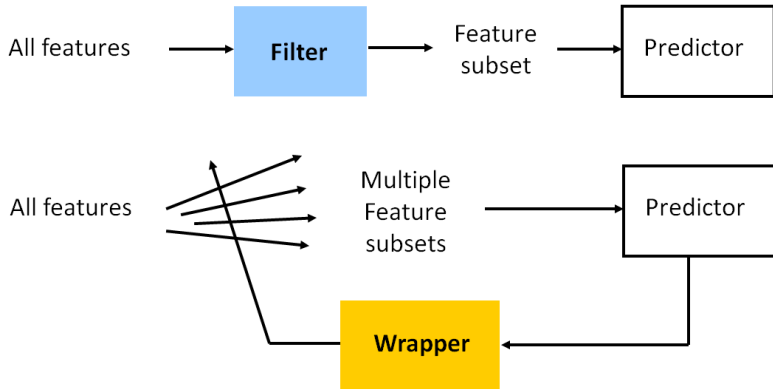 All features
Filter
Feature
subset
Predictor
All features
Multiple
Feature
subsets
Predictor
Wrapper